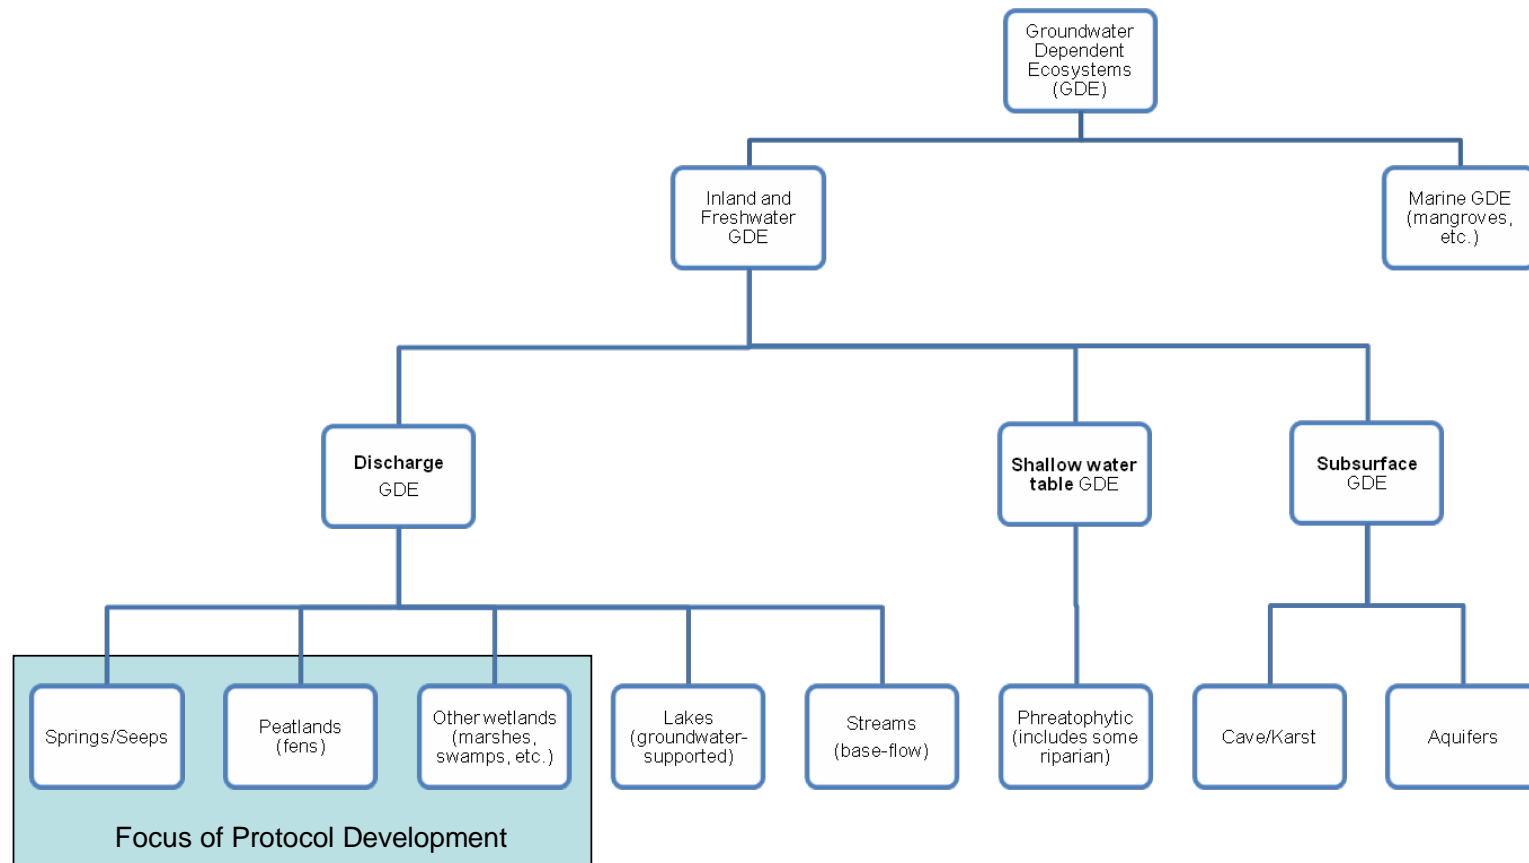 Groundwater
Dependent
Ecosystems
(GDE)
Inland and
Freshwater
GDE
Marine GDE
(mangroves,
etc.)
Discharge
GDE
Shallow water
table GDE
Subsurface
GDE
Springs/Seeps
Peatlands
(fens)
Other wetlands
(marshes,
swamps, etc.)
Lakes
(groundwater-
supported)
Streams
(base-flow)
Phreatophytic
(includes some
riparian)
Cave/Karst
Aquifers
Focus of Protocol Development